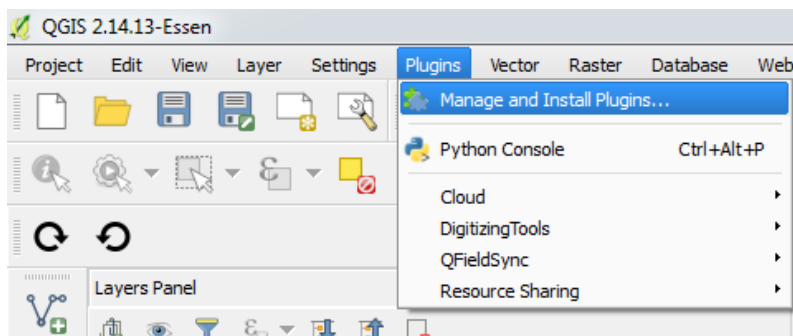 QGIS 2.14.13-Essen
Project Edit View Layer Settings Plugins Vector Raster Database Web
Manage and Install Plugins...
Python Console Ctrl+Alt+P
Cloud
DigitizingTools
QFieldSync
Resource Sharing
Layers Panel